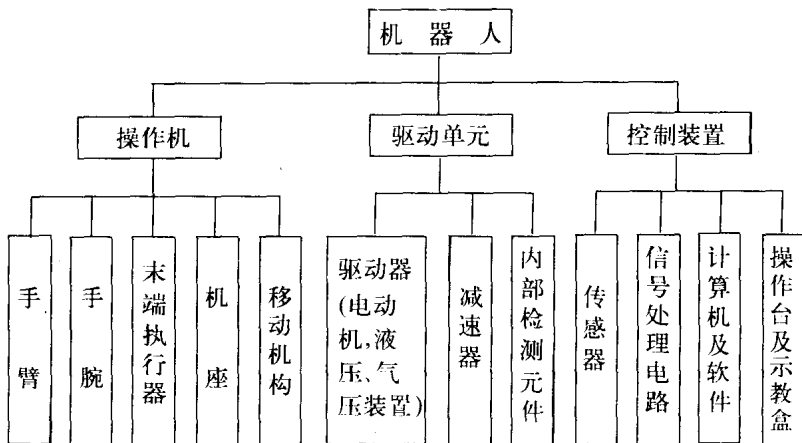 机器人
操作机
驱动单元
控制装置
手臂
手腕
末端执行器
机座
移动机构
驱动器
(电动
机,液
压、气
压装置)
减速器
内部检测元件
传感器
信号处理电路
计算机及软件
操作台及示教盒